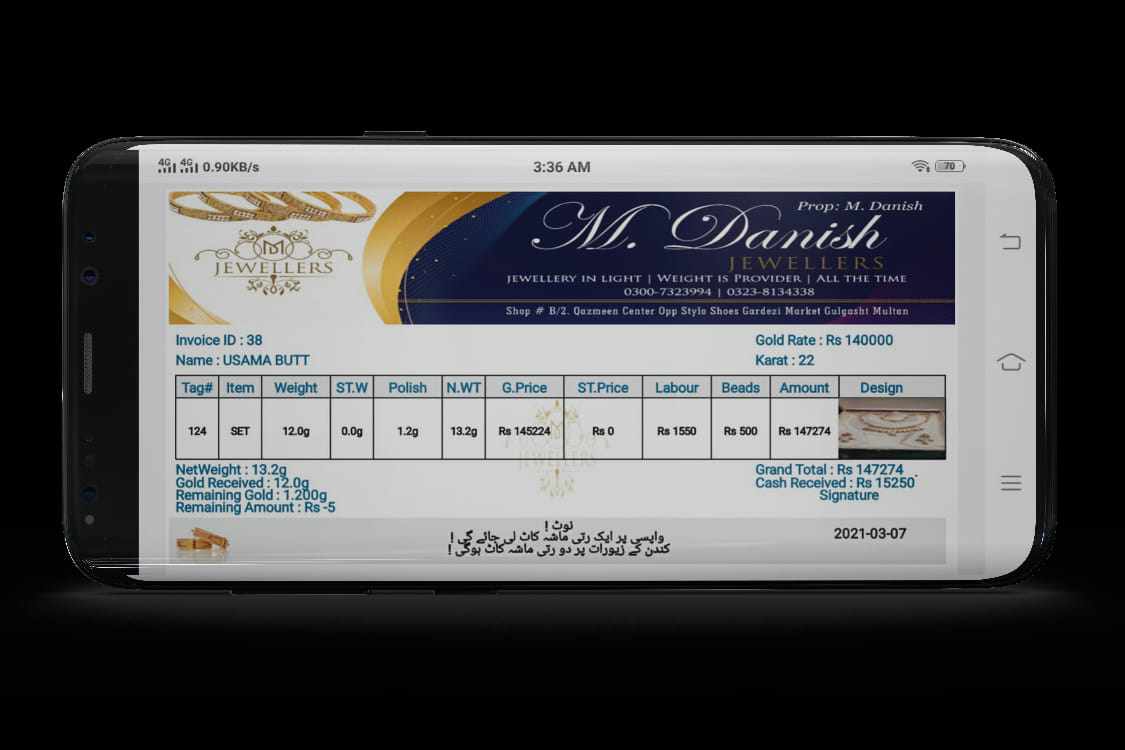 4G 4G 0.90KB/s 3:36 AM 70
Prop: M. Danish
M. Danish
JEWELLERS
JEWELLERS
JEWELLERY IN LIGHT | WEIGHT IS PROVIDER | ALL THE TIME
0300-7323994 | 0323-8134338
Shop # B/2. Qazmeen Center Opp Stylo Shoes Gardezi Market Gulgasht Multan
Invoice ID : 38 Gold Rate : Rs 140000
Name : USAMA BUTT Karat : 22
Tag# Item Weight ST.W Polish N.WT G.Price ST.Price Labour Beads Amount Design
124 SET 12.0g 0.0g 1.2g 13.2g Rs 145224 Rs 0 Rs 1550 Rs 500 Rs 147274
JEWELLERS
NetWeight : 13.2g Grand Total : Rs 147274
Gold Received : 12.0g Cash Received : Rs 15250
Remaining Gold : 1.200g Signature
Remaining Amount : Rs -5
نوٹ !
واپسی پر ایک رتی ماشہ کاٹ لی جائے گی !
کندن کے زیورات پر دو رتی ماشہ کاٹ ہوگی !
2021-03-07